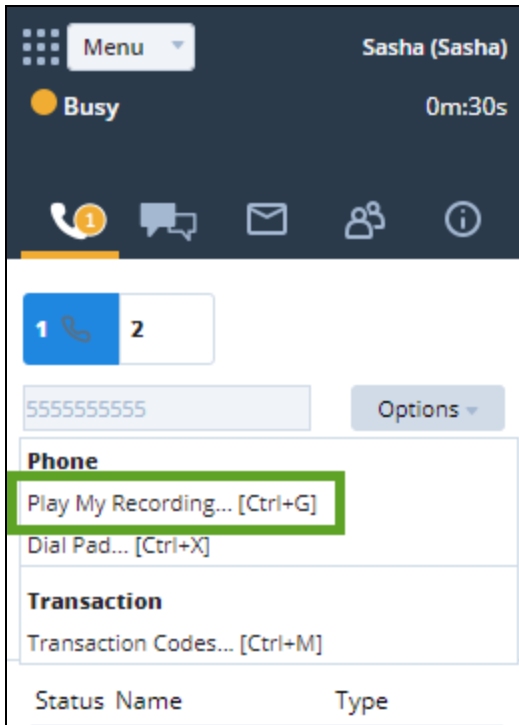 Menu
Sasha (Sasha)
Busy
0m:30s
1
1
2
5555555555
Options
Phone
Play My Recording... [Ctrl+G]
Dial Pad... [Ctrl+X]
Transaction
Transaction Codes... [Ctrl+M]
Status Name Type